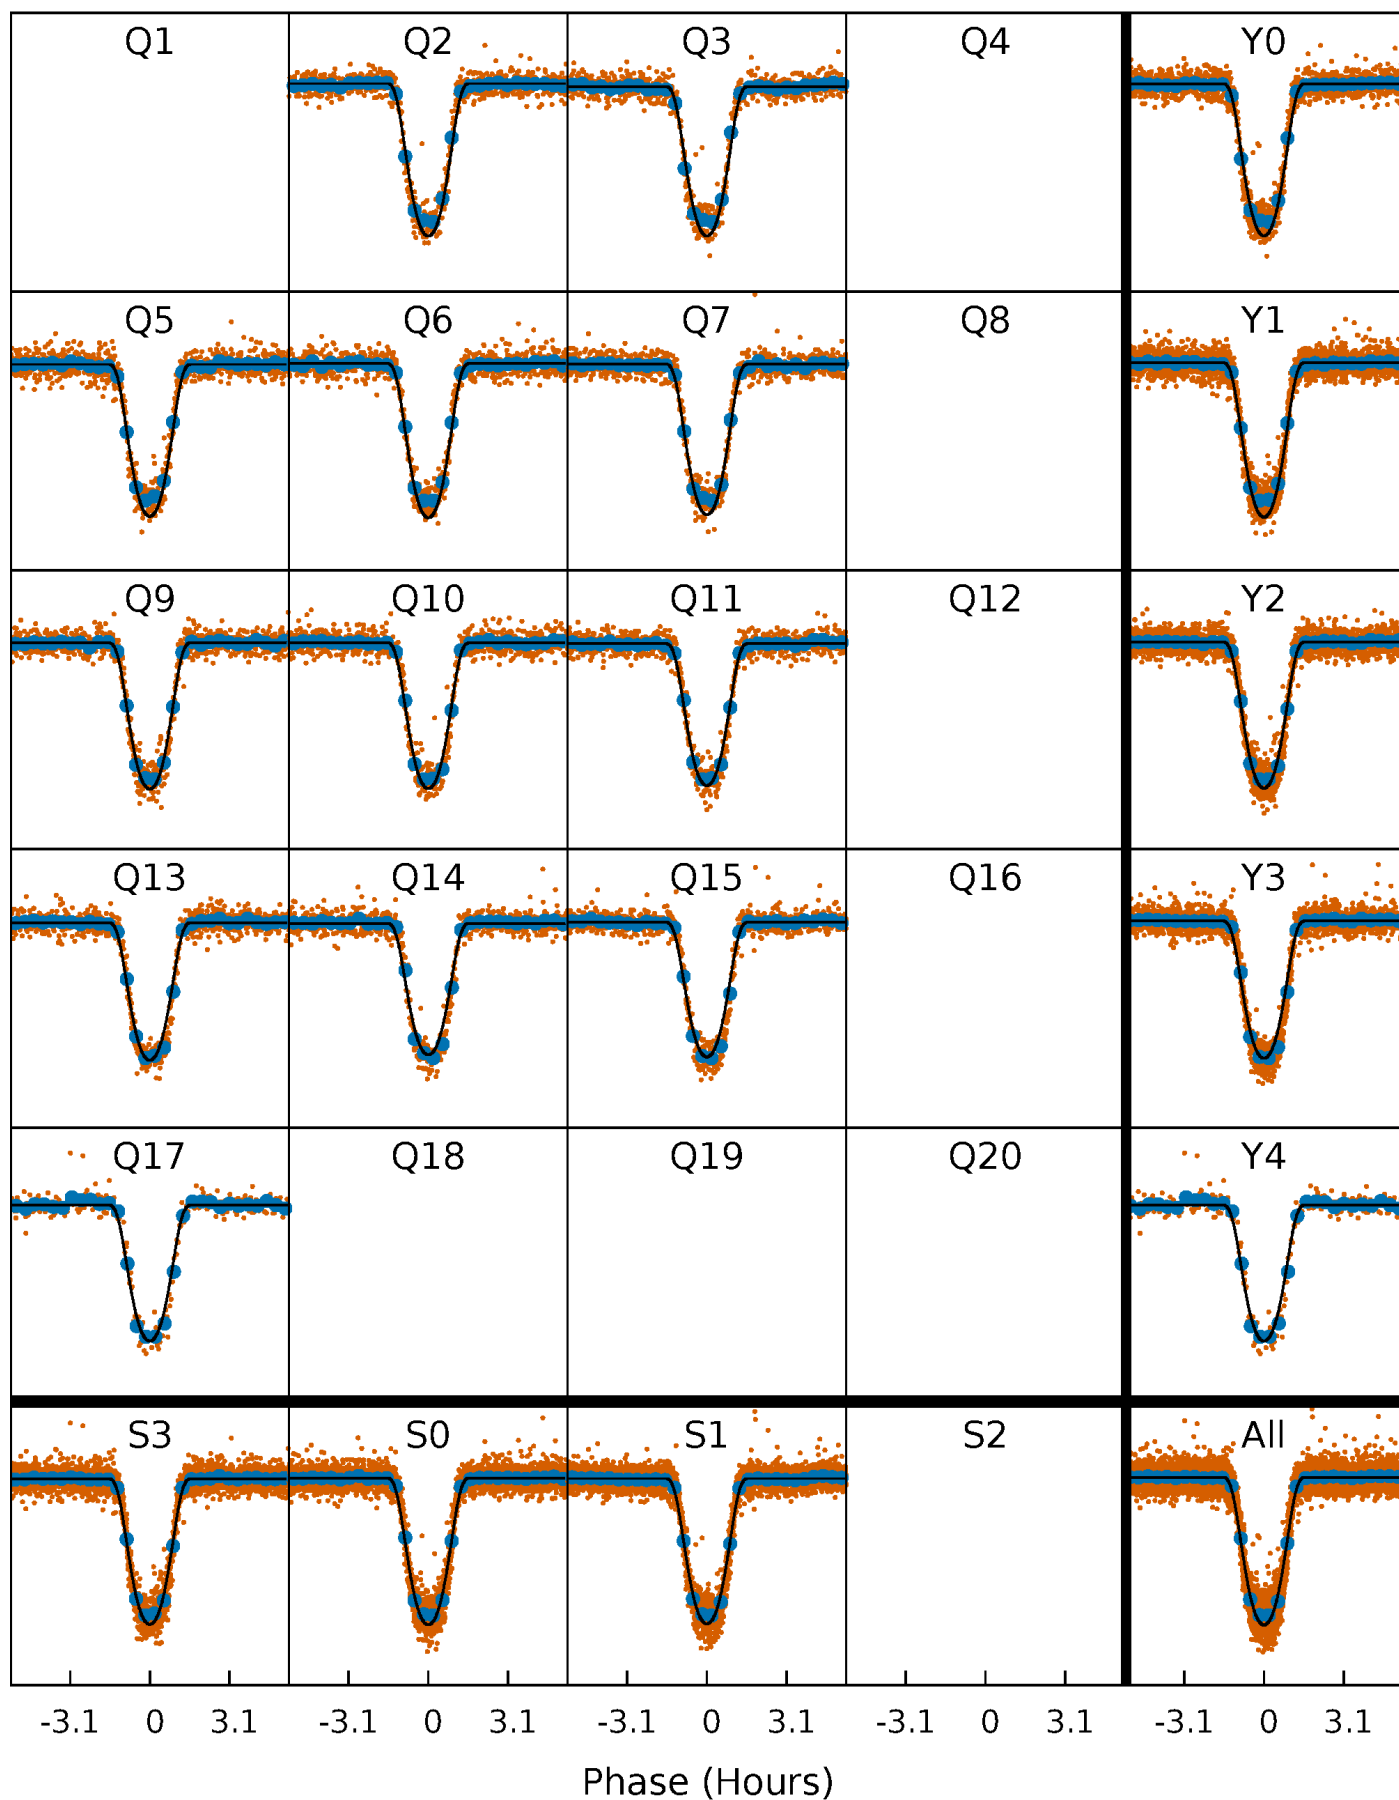 Q1 Q2 Q3 Q4 Y0
Q5 Q6 Q7 Q8 Y1
Q9 Q10 Q11 Q12 Y2
Q13 Q14 Q15 Q16 Y3
Q17 Q18 Q19 Q20 Y4
S3 S0 S1 S2 All
-3.1 0 3.1 -3.1 0 3.1 -3.1 0 3.1 -3.1 0 3.1 -3.1 0 3.1
Phase (Hours)